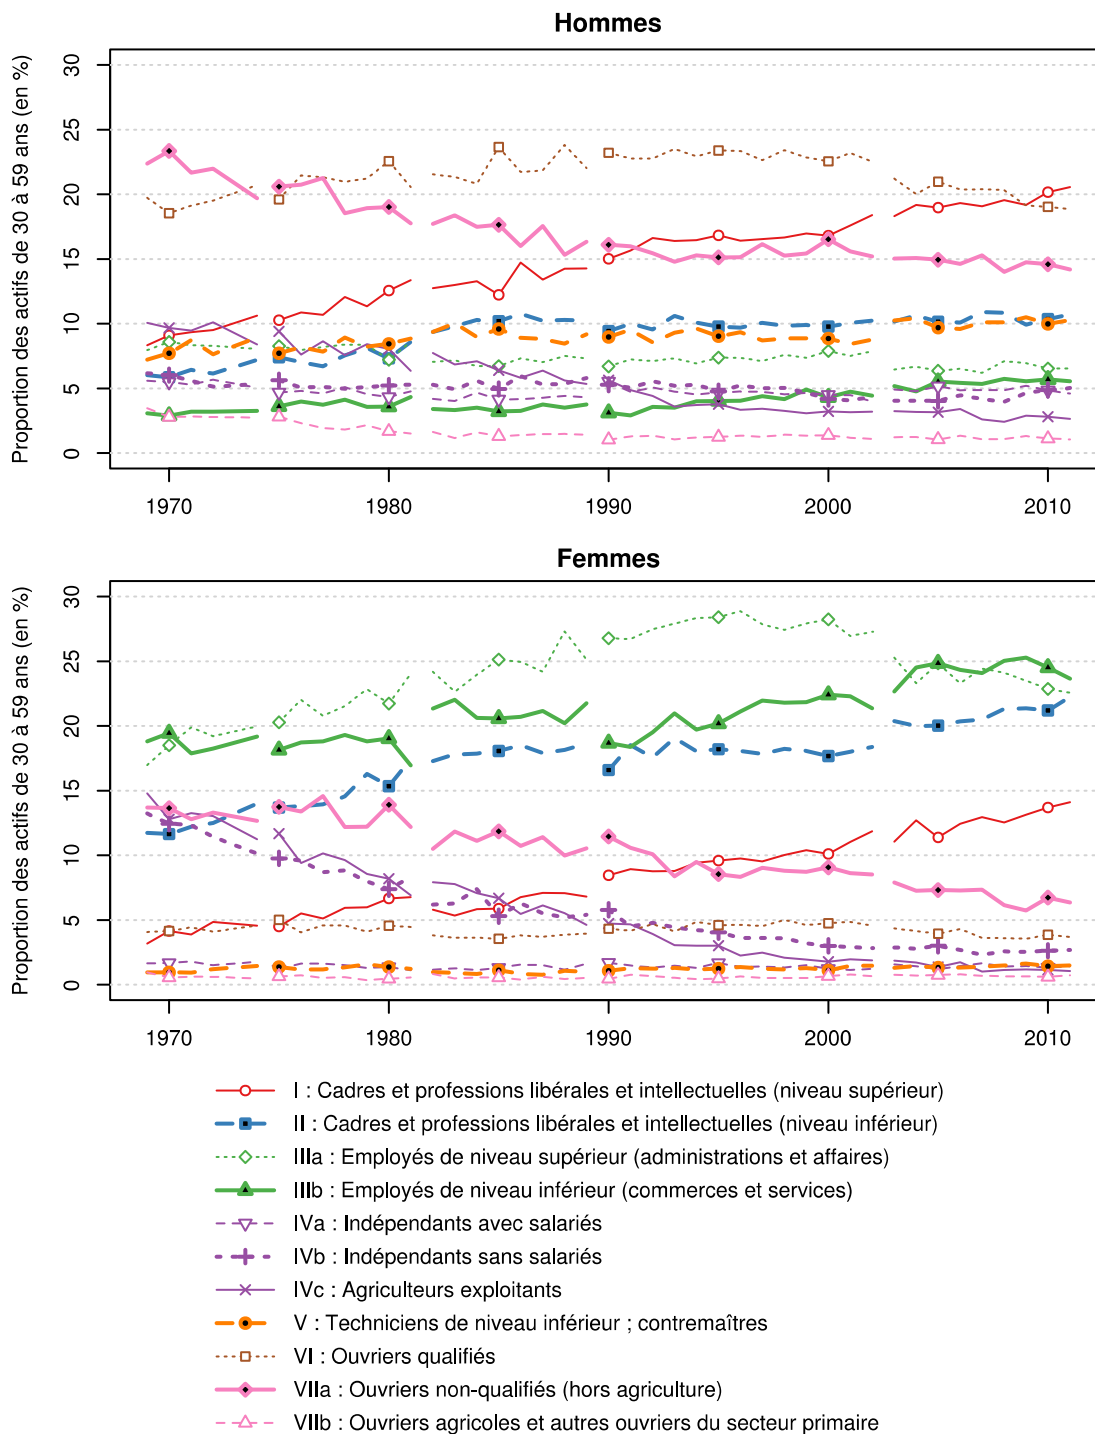 Hommes
Proportion des actifs de 30 à 59 ans (en %)
30
25
20
15
10
5
0
1970 1980 1990 2000 2010
Femmes
Proportion des actifs de 30 à 59 ans (en %)
30
25
20
15
10
5
0
1970 1980 1990 2000 2010
I : Cadres et professions libérales et intellectuelles (niveau supérieur)
II : Cadres et professions libérales et intellectuelles (niveau inférieur)
IIIa : Employés de niveau supérieur (administrations et affaires)
IIIb : Employés de niveau inférieur (commerces et services)
IVa : Indépendants avec salariés
IVb : Indépendants sans salariés
IVc : Agriculteurs exploitants
V : Techniciens de niveau inférieur ; contremaîtres
VI : Ouvriers qualifiés
VIIa : Ouvriers non-qualifiés (hors agriculture)
VIIb : Ouvriers agricoles et autres ouvriers du secteur primaire